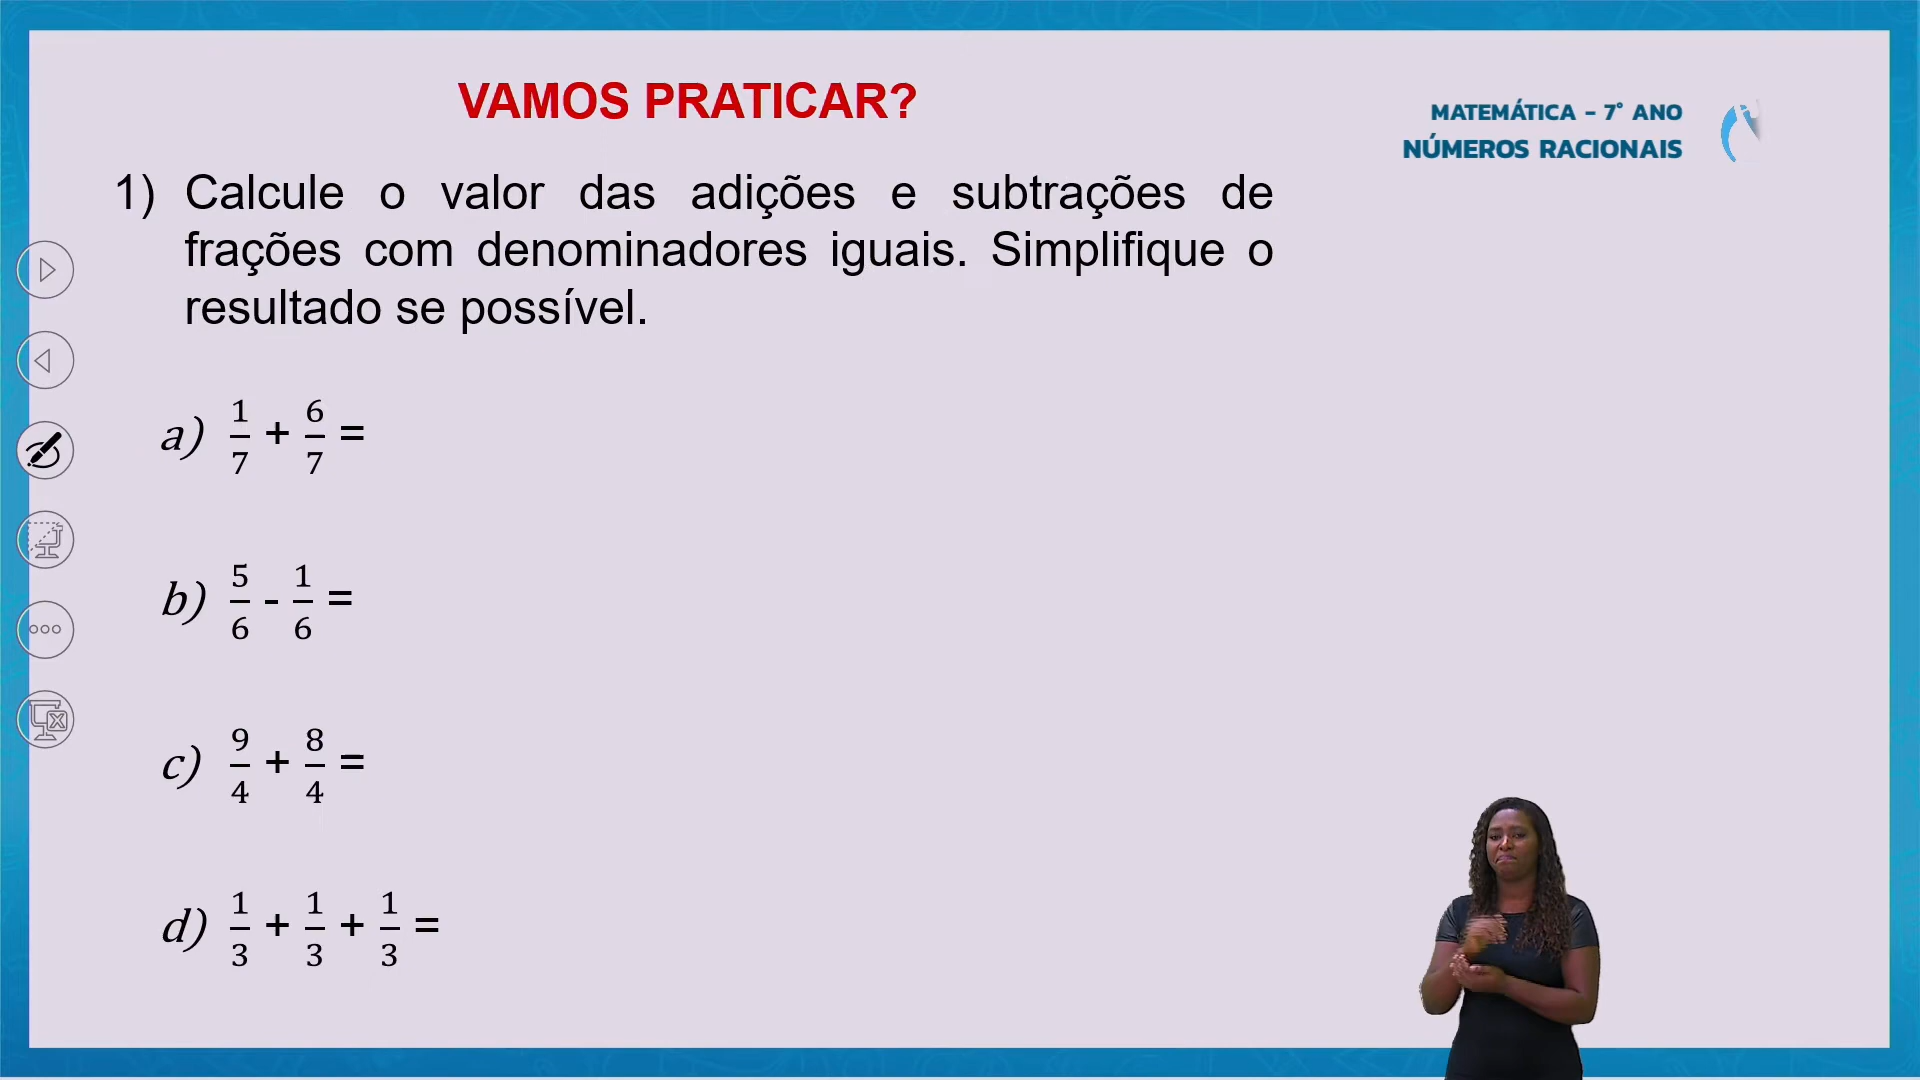 VAMOS PRATICAR?
MATEMÁTICA - 7° ANO
NÚMEROS RACIONAIS
1) Calcule o valor das adições e subtrações de
frações com denominadores iguais. Simplifique o
resultado se possível.
a) 1/7 + 6/7 =
b) 5/6 - 1/6 =
c) 9/4 + 8/4 =
d) 1/3 + 1/3 + 1/3 =